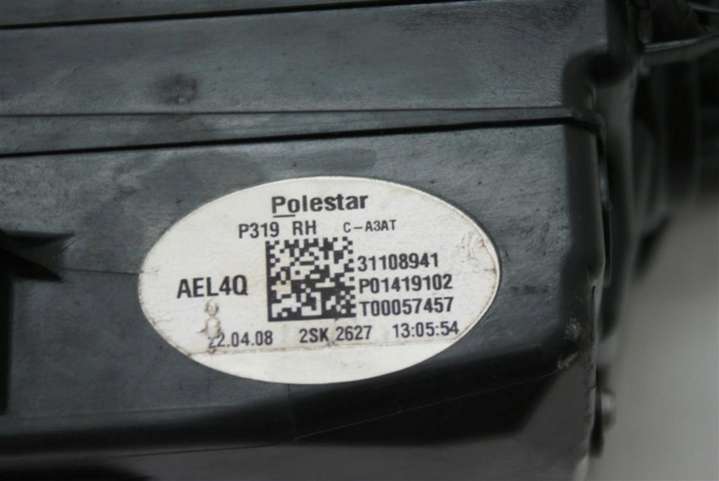 Polestar
P319 RH C-A3AT
31108941
AEL4Q P01419102
T00057457
22.04.08 2SK 2627 13:05:54